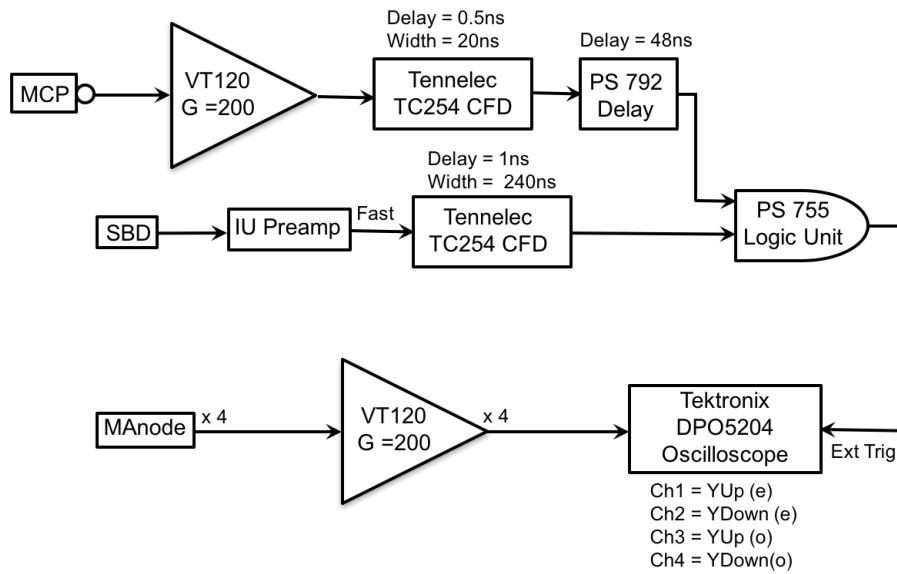 Delay = 0.5ns
Width = 20ns
Delay = 48ns
MCP
VT120
G =200
Tennelec
TC254 CFD
PS 792
Delay
Delay = 1ns
Width =  240ns
SBD
IU Preamp
Fast
Tennelec
TC254 CFD
PS 755
Logic Unit
MAnode
x 4
VT120
G =200
x 4
Tektronix
DPO5204
Oscilloscope
Ext Trig
Ch1 = YUp (e)
Ch2 = YDown (e)
Ch3 = YUp (o)
Ch4 = YDown(o)